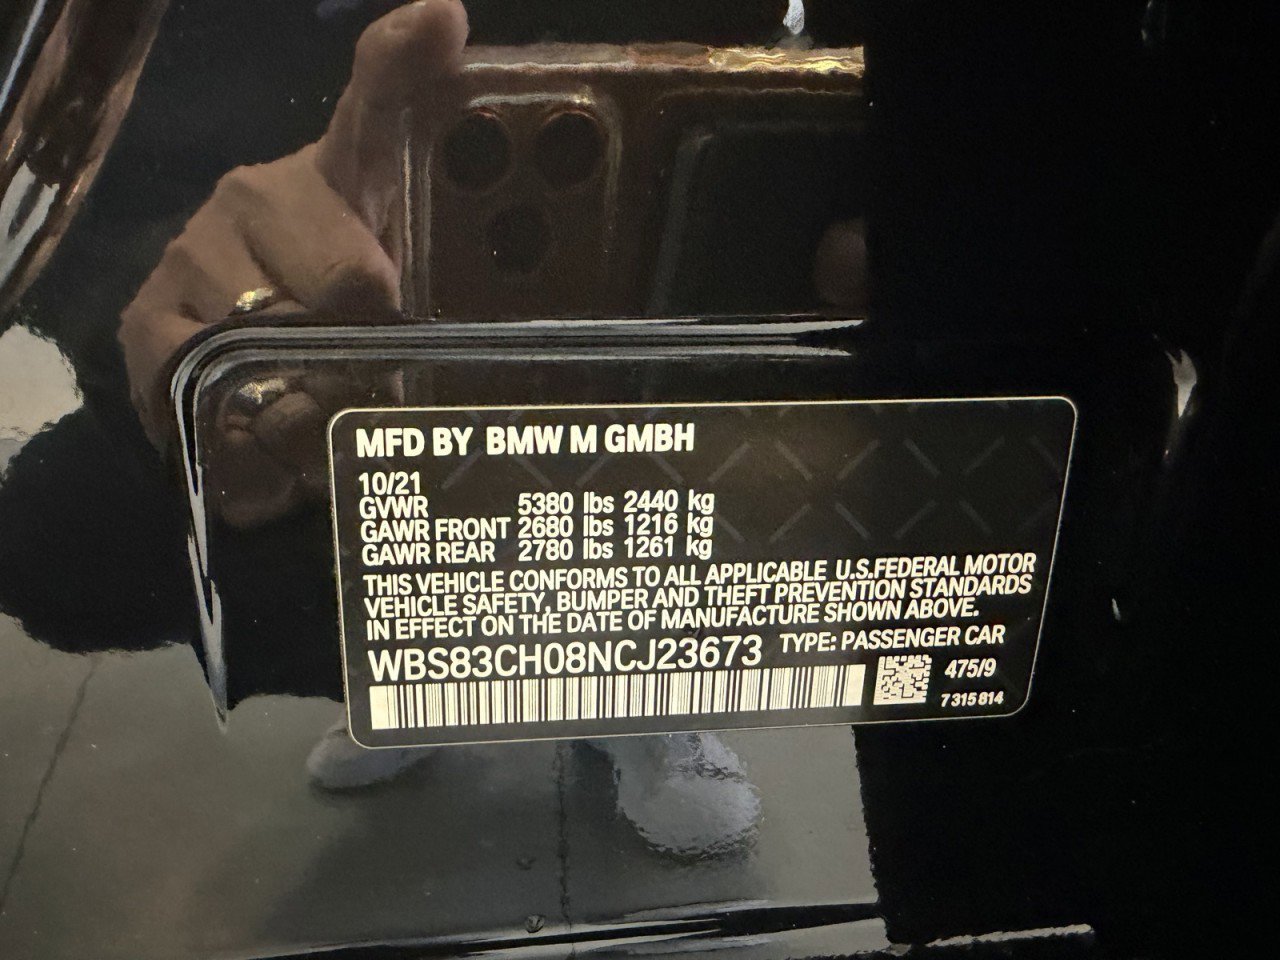 MFD BY BMW M GMBH
10/21
GVWR 5380 lbs 2440 kg
GAWR FRONT 2680 lbs 1216 kg
GAWR REAR 2780 lbs 1261 kg
THIS VEHICLE CONFORMS TO ALL APPLICABLE U.S.FEDERAL MOTOR
VEHICLE SAFETY, BUMPER AND THEFT PREVENTION STANDARDS
IN EFFECT ON THE DATE OF MANUFACTURE SHOWN ABOVE.
WBS83CH08NCJ23673 TYPE: PASSENGER CAR
475/9
7 315 814